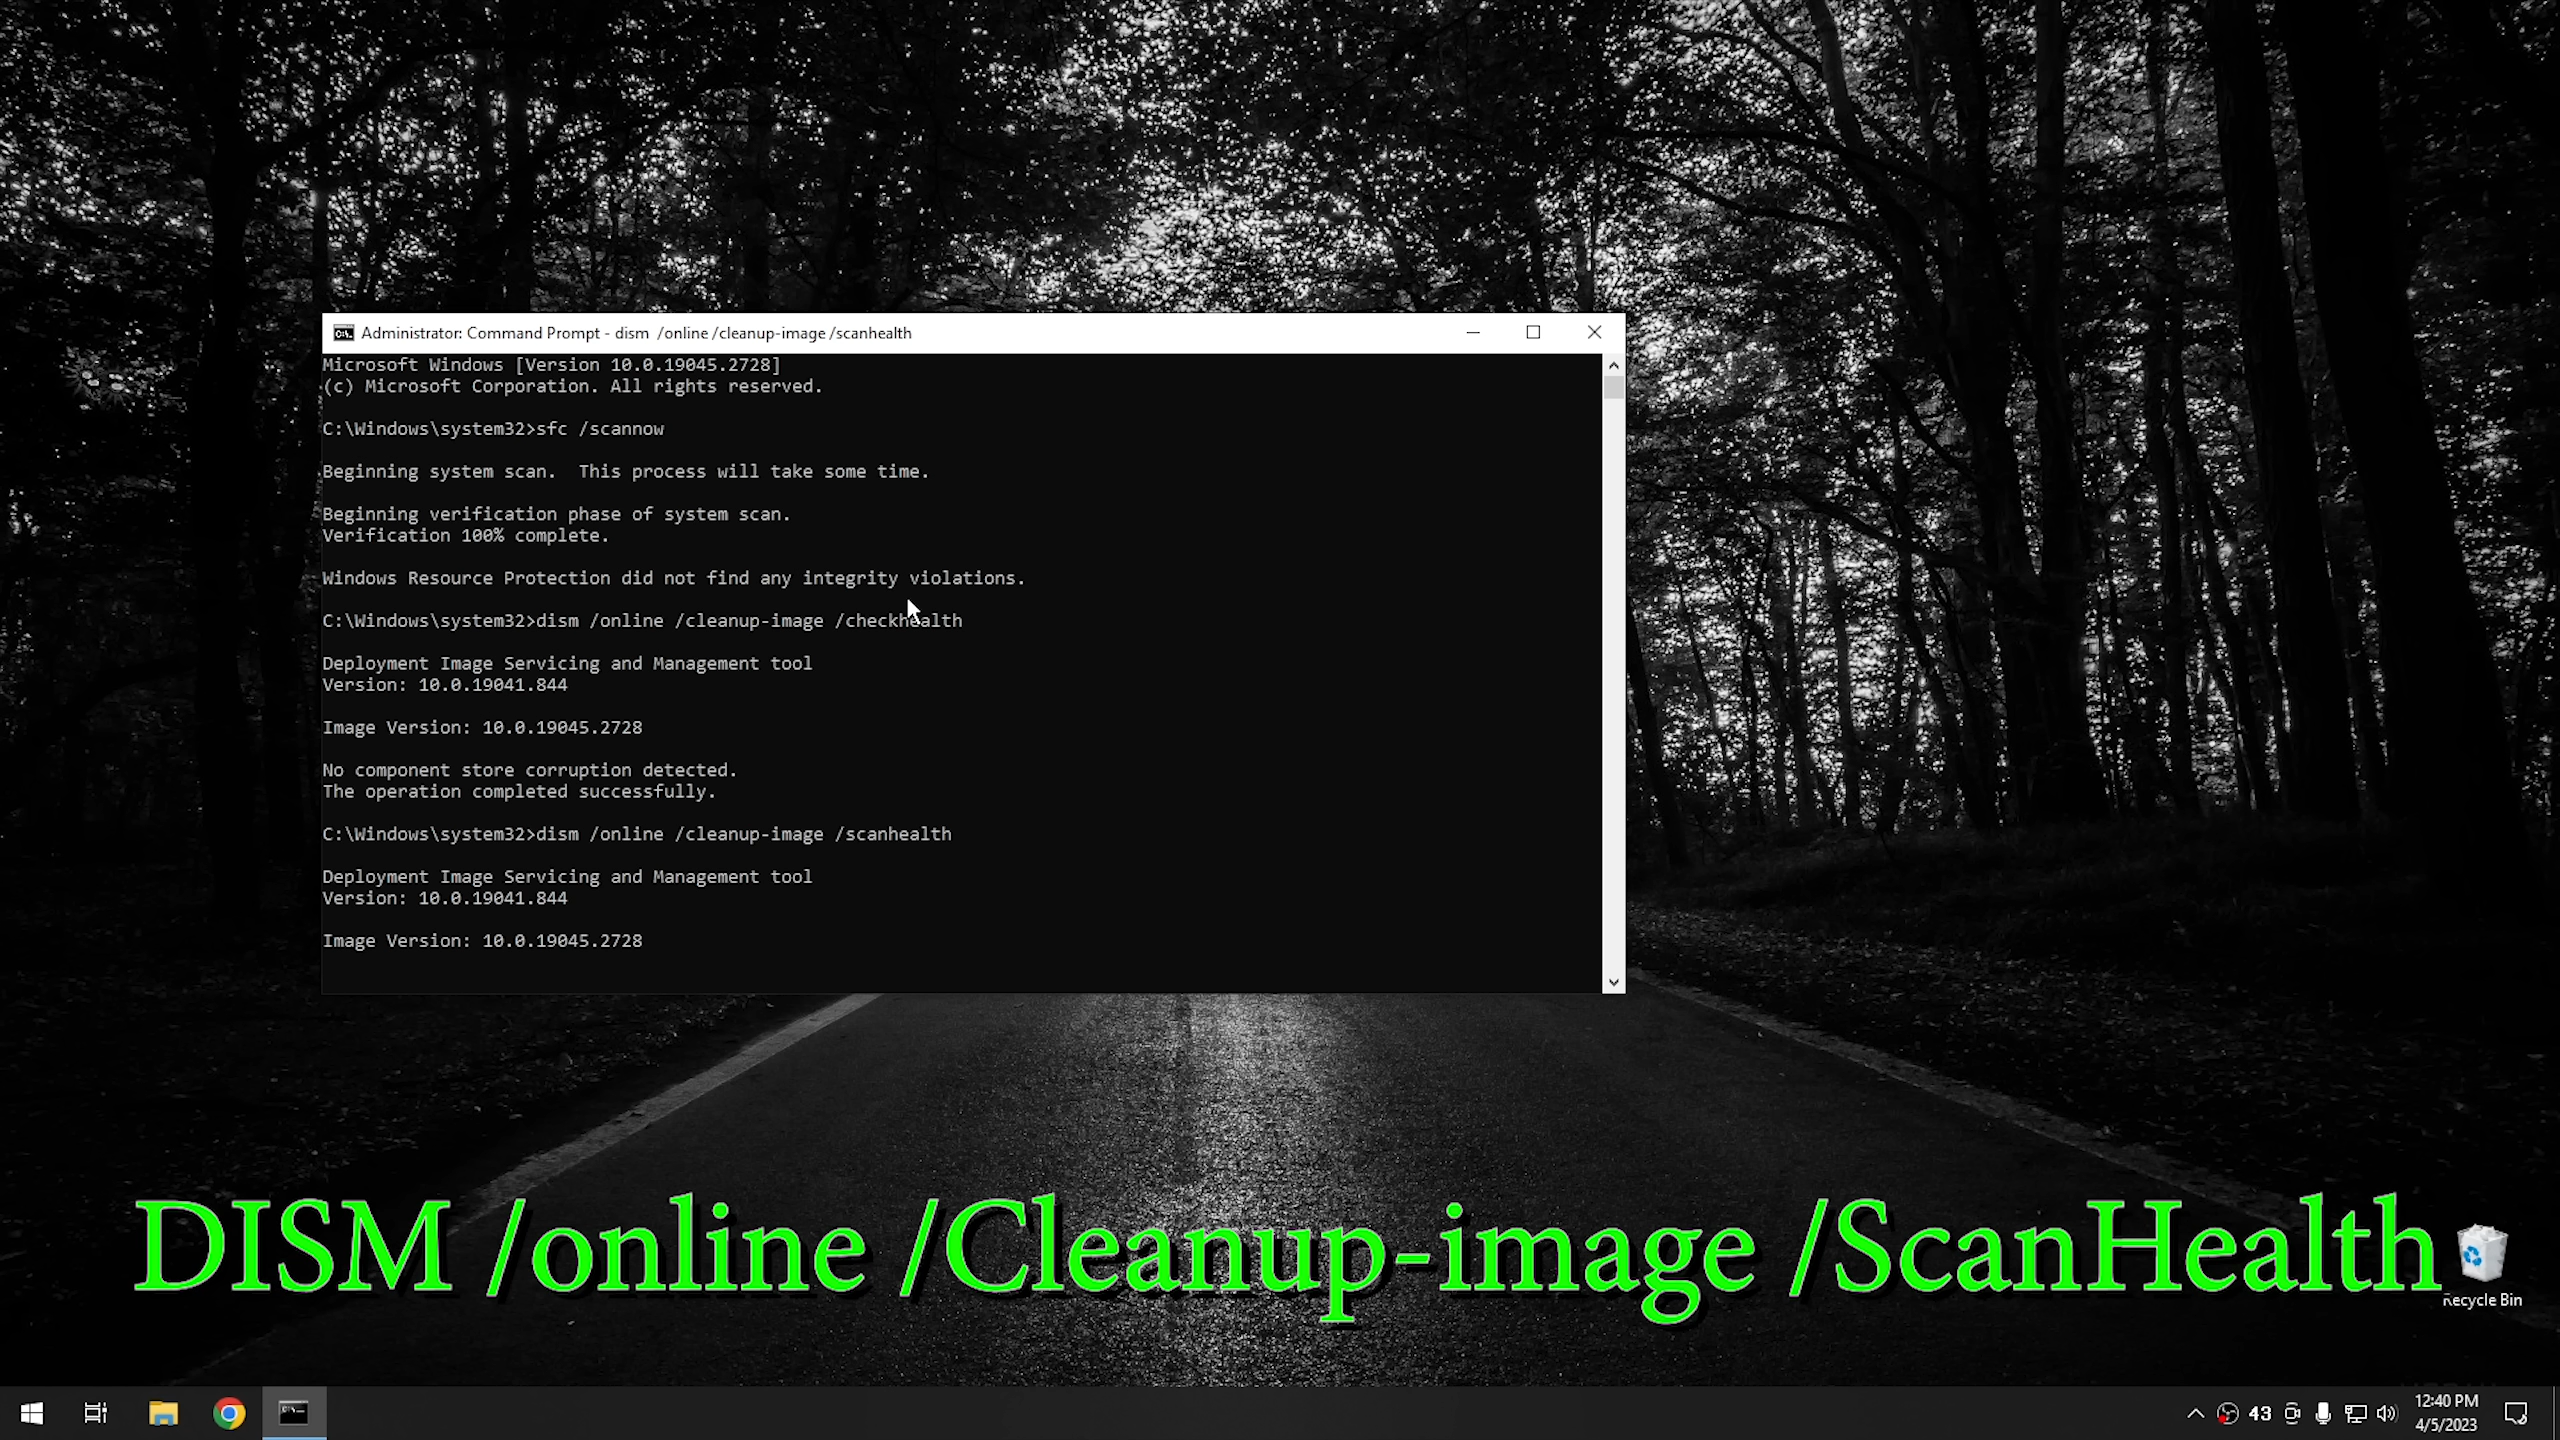 Administrator: Command Prompt - dism  /online /cleanup-image /scanhealth
Microsoft Windows [Version 10.0.19045.2728]
(c) Microsoft Corporation. All rights reserved.
C:\Windows\system32>sfc /scannow
Beginning system scan.  This process will take some time.
Beginning verification phase of system scan.
Verification 100% complete.
Windows Resource Protection did not find any integrity violations.
C:\Windows\system32>dism /online /cleanup-image /checkhealth
Deployment Image Servicing and Management tool
Version: 10.0.19041.844
Image Version: 10.0.19045.2728
No component store corruption detected.
The operation completed successfully.
C:\Windows\system32>dism /online /cleanup-image /scanhealth
Deployment Image Servicing and Management tool
Version: 10.0.19041.844
Image Version: 10.0.19045.2728
DISM /online /Cleanup-image /ScanHealth
Recycle Bin
43
12:40 PM
4/5/2023